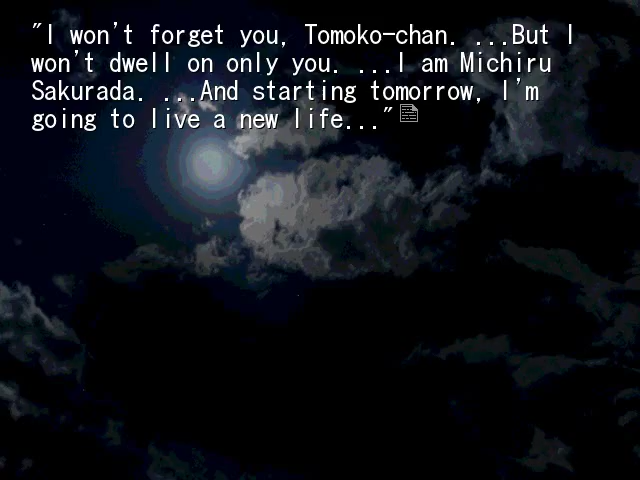 "I won't forget you, Tomoko-chan. ...But I
won't dwell on only you. ...I am Michiru
Sakurada. ...And starting tomorrow, I'm
going to live a new life..."